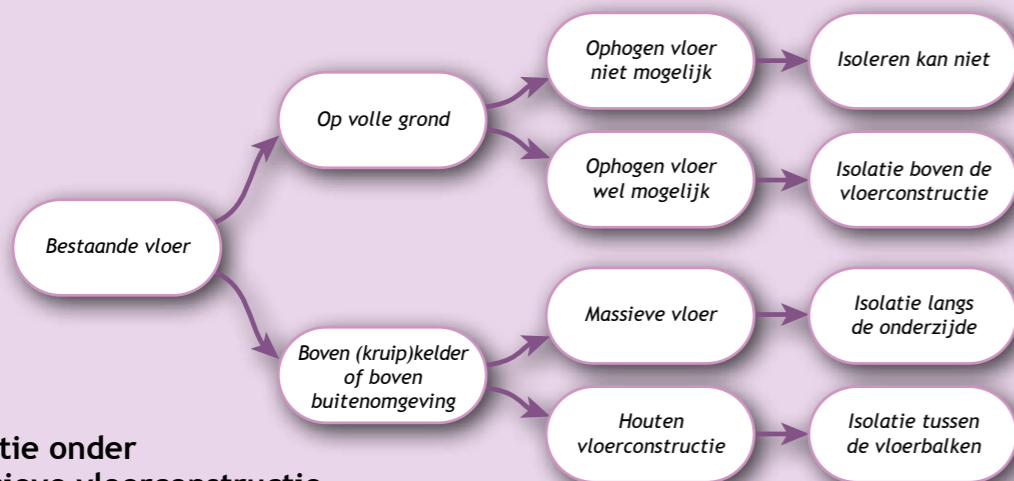 Ophogen vloer
niet mogelijk
Isoleren kan niet
Op volle grond
Ophogen vloer
wel mogelijk
Isolatie boven de
vloerconstructie
Bestaande vloer
Massieve vloer
Isolatie langs
de onderzijde
Boven (kruip)kelder
of boven
buitenomgeving
Houten
vloerconstructie
Isolatie tussen
de vloerbalken
tie onder
vloerconstructie